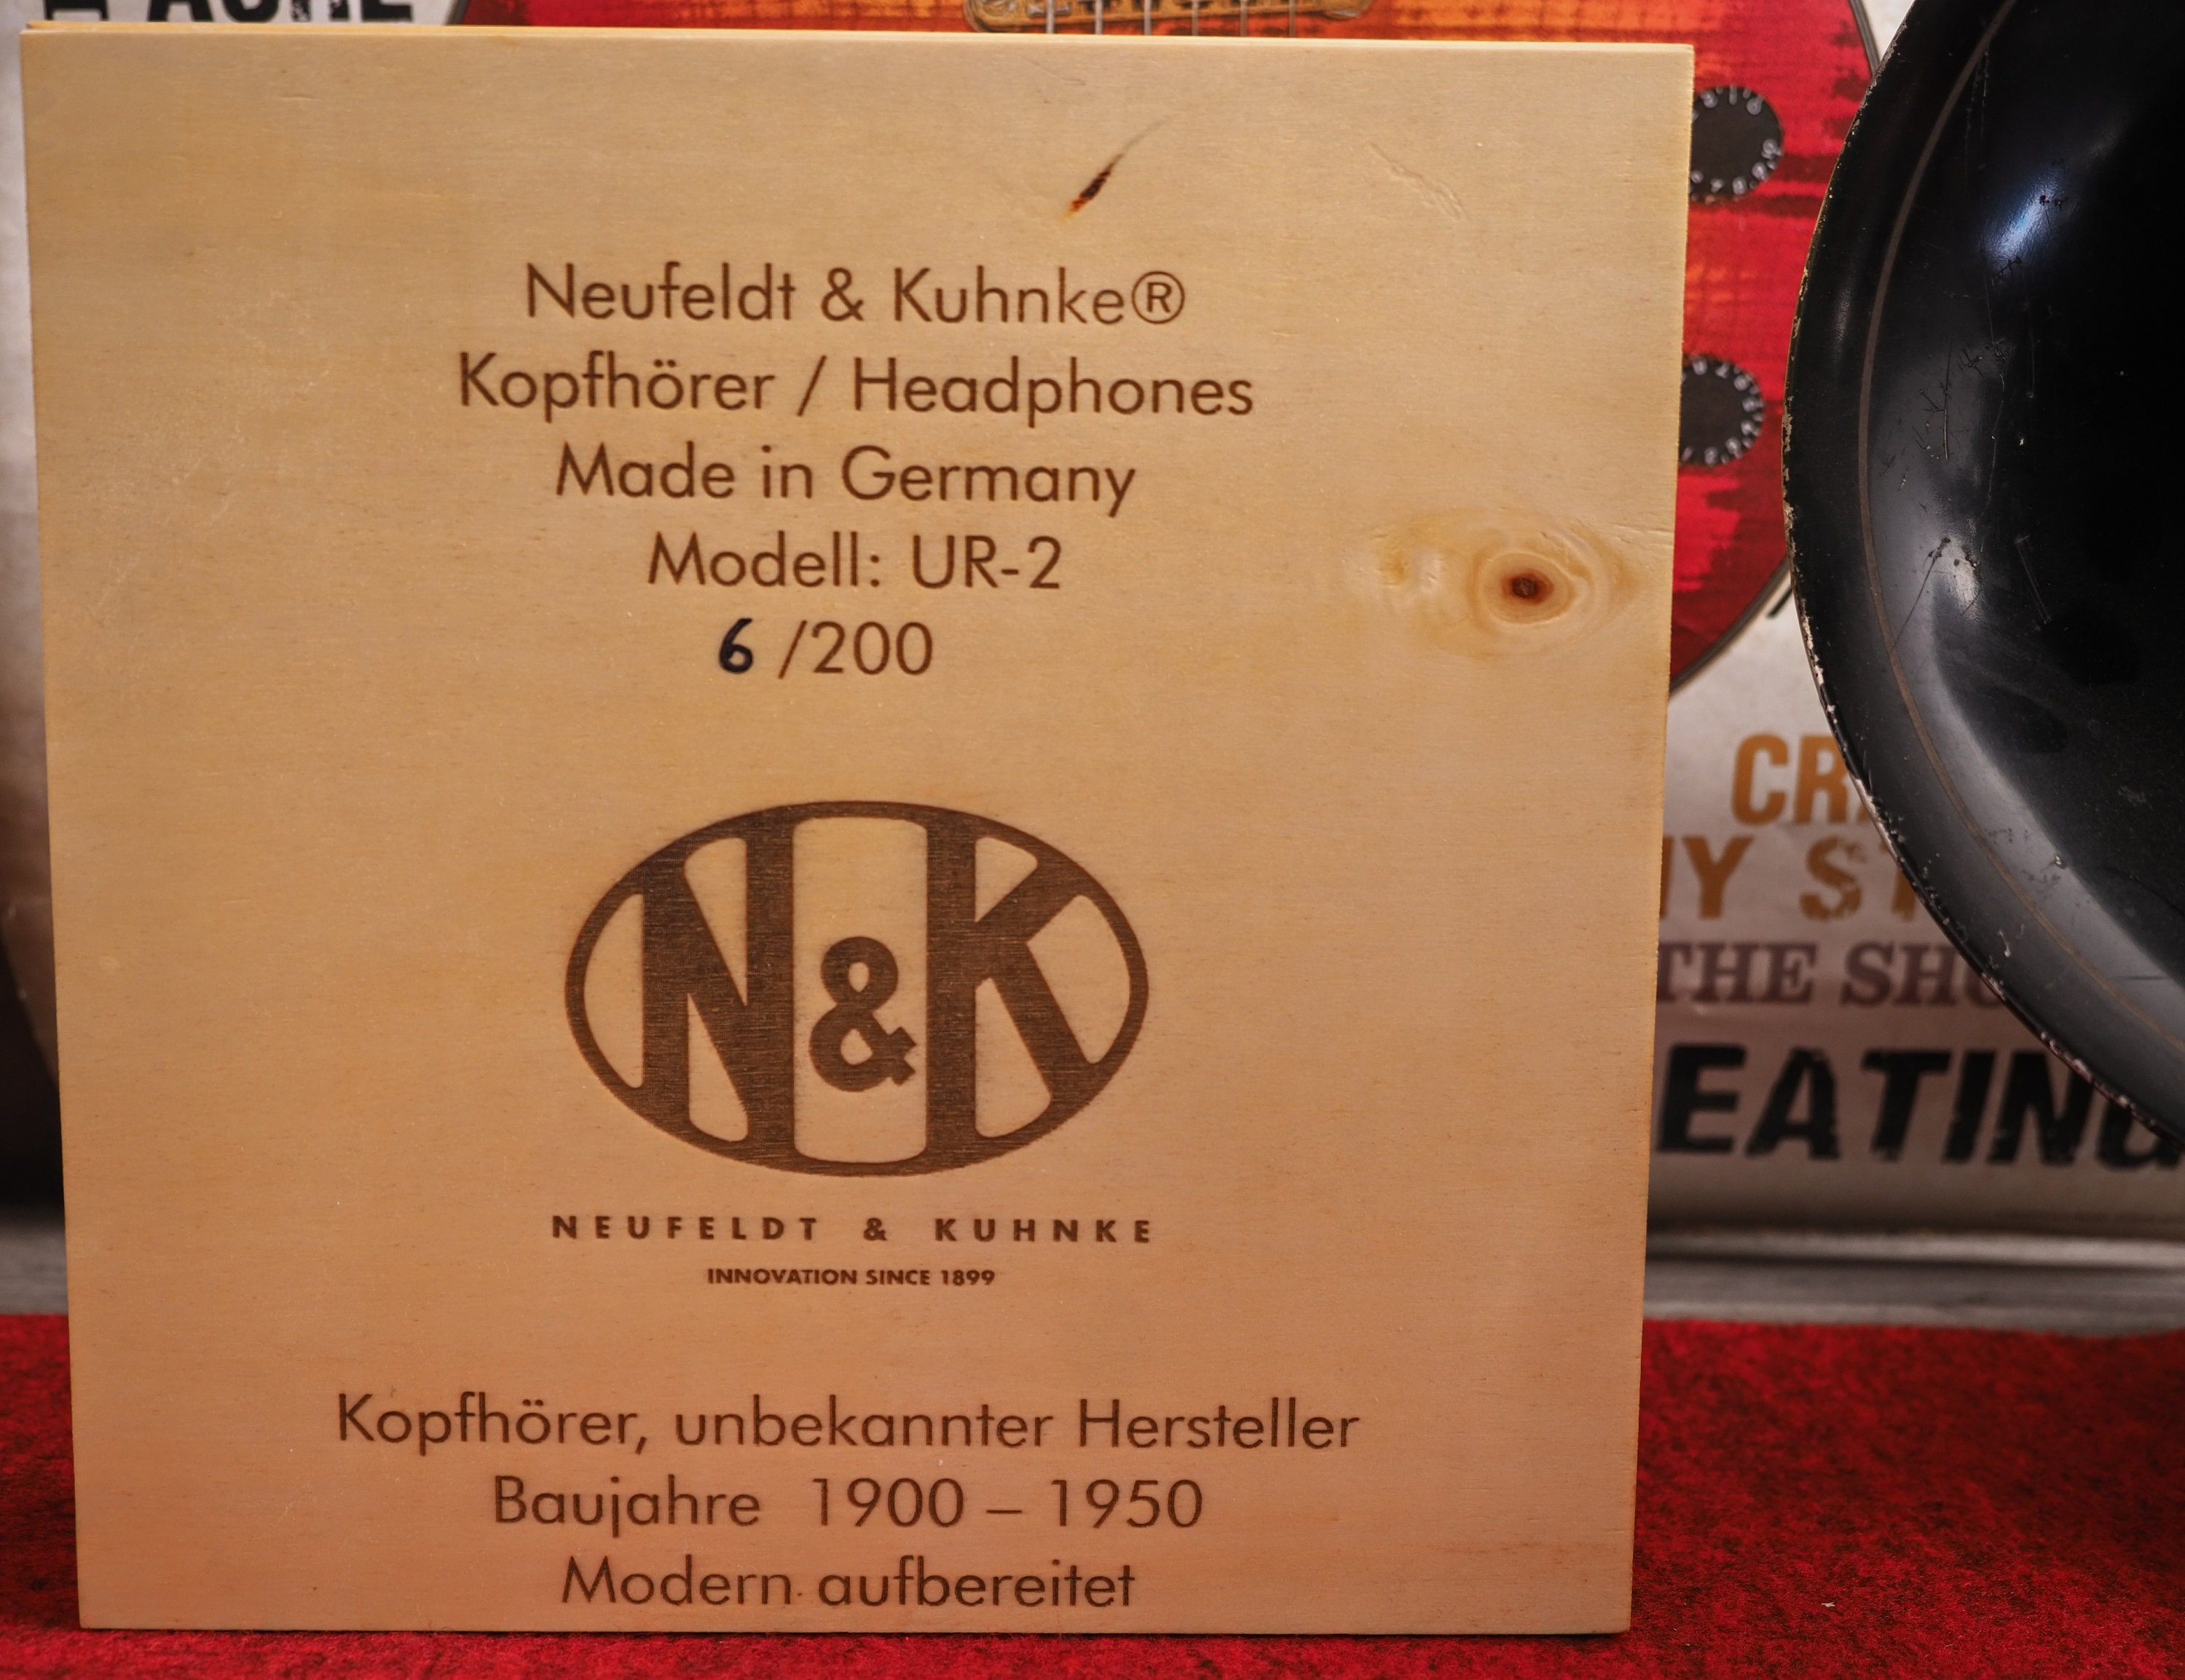 Neufeldt & Kuhnke®
Kopfhörer / Headphones
Made in Germany
Modell: UR-2
6 /200
N&K
NEUFELDT & KUHNKE
INNOVATION SINCE 1899
Kopfhörer, unbekannter Hersteller
Baujahre 1900 – 1950
Modern aufbereitet
THE